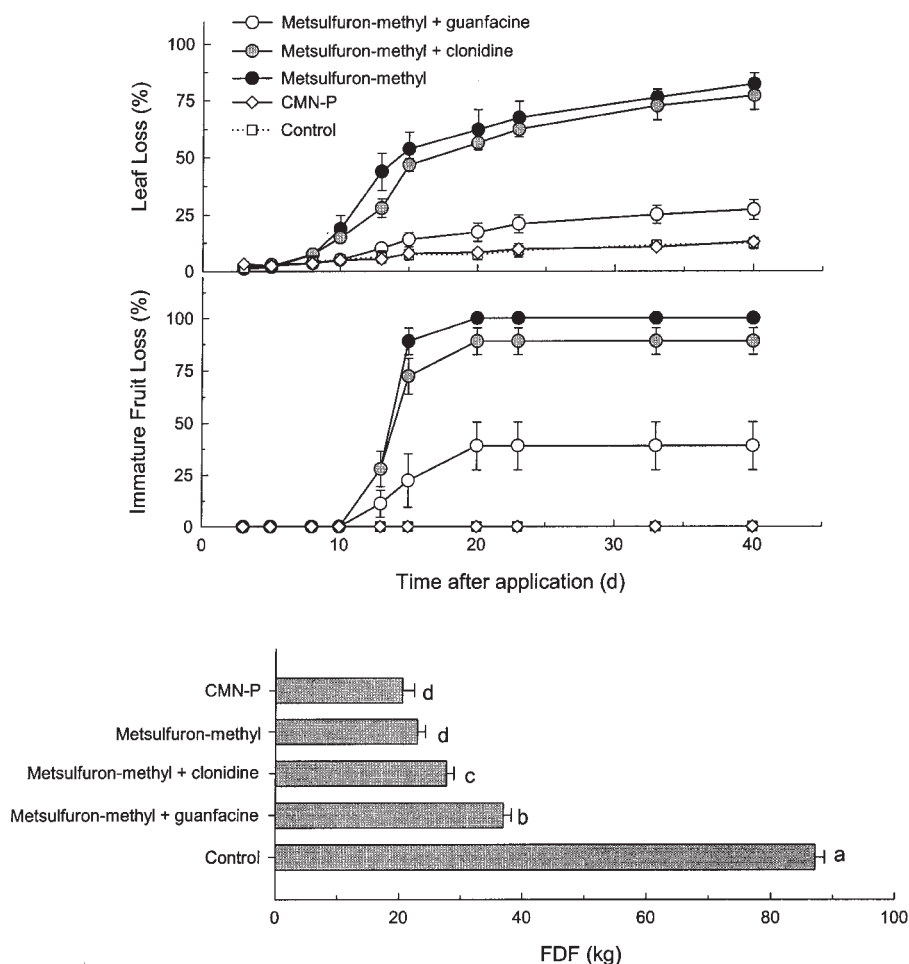 Metsulfuron-methyl + guanfacine
Metsulfuron-methyl + clonidine
Metsulfuron-methyl
CMN-P
Control
Leaf Loss (%)
100
75
50
25
0
Immature Fruit Loss (%)
100
75
50
25
0
0 10 20 30 40
Time after application (d)
CMN-P d
Metsulfuron-methyl d
Metsulfuron-methyl + clonidine c
Metsulfuron-methyl + guanfacine b
Control a
0 20 40 60 80 100
FDF (kg)